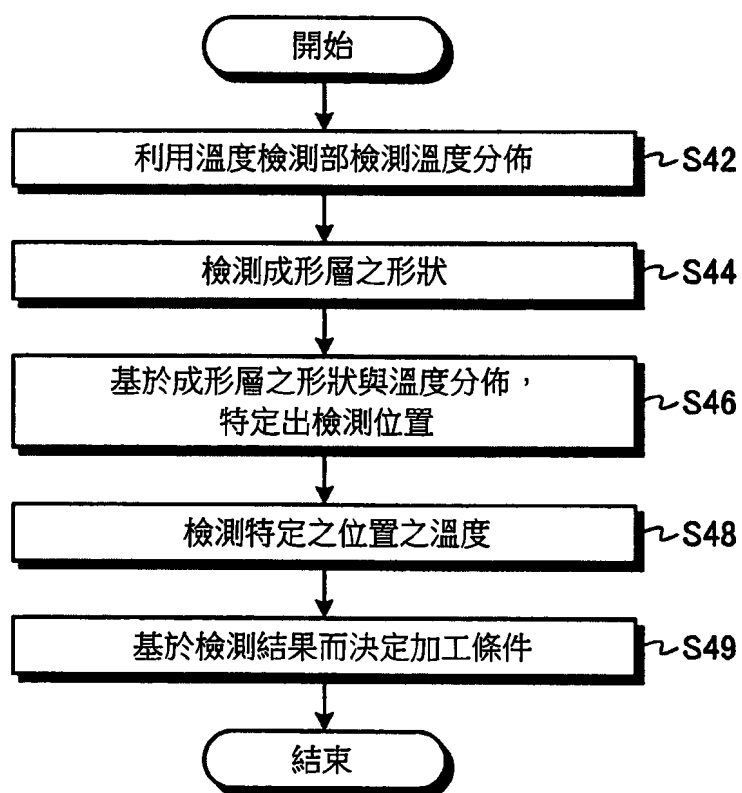 開始
利用溫度檢測部檢測溫度分佈
S42
檢測成形層之形狀
S44
基於成形層之形狀與溫度分佈，
特定出檢測位置
S46
檢測特定之位置之溫度
S48
基於檢測結果而決定加工條件
S49
結束